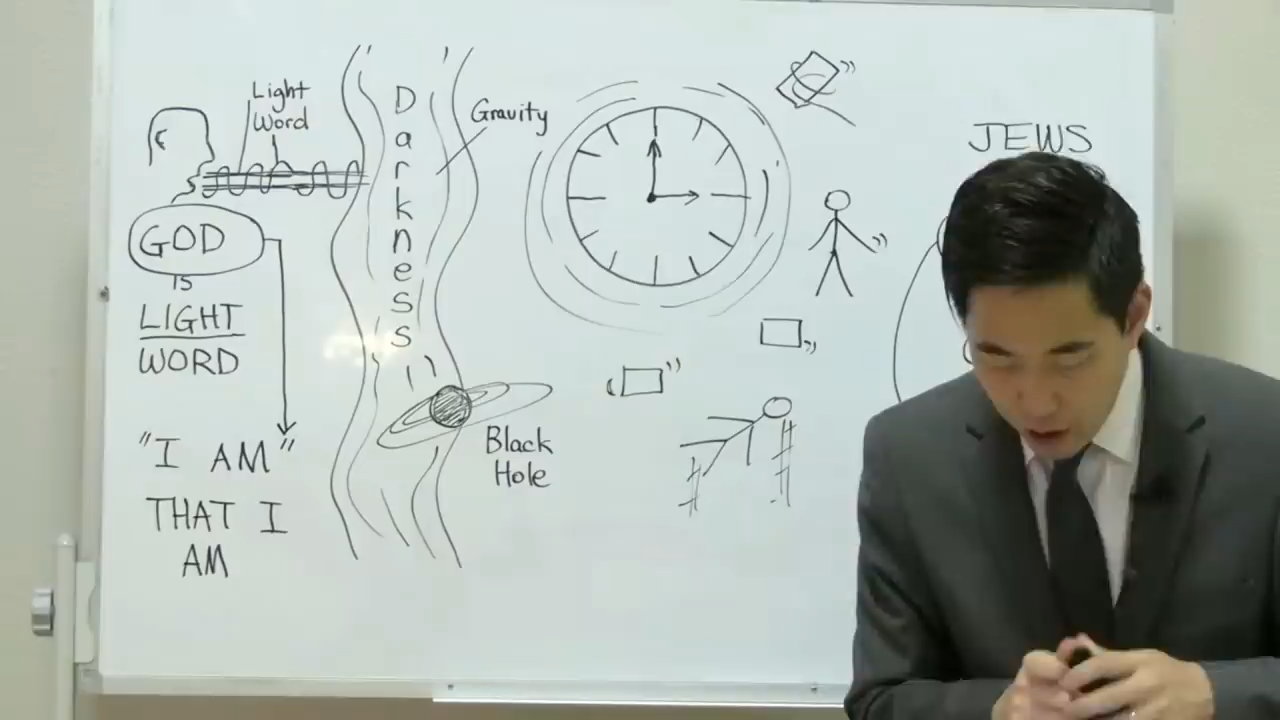 Light
Word
Darkness
Gravity
JEWS
GOD
IS
LIGHT
WORD
"I AM"
THAT I
AM
Black
Hole